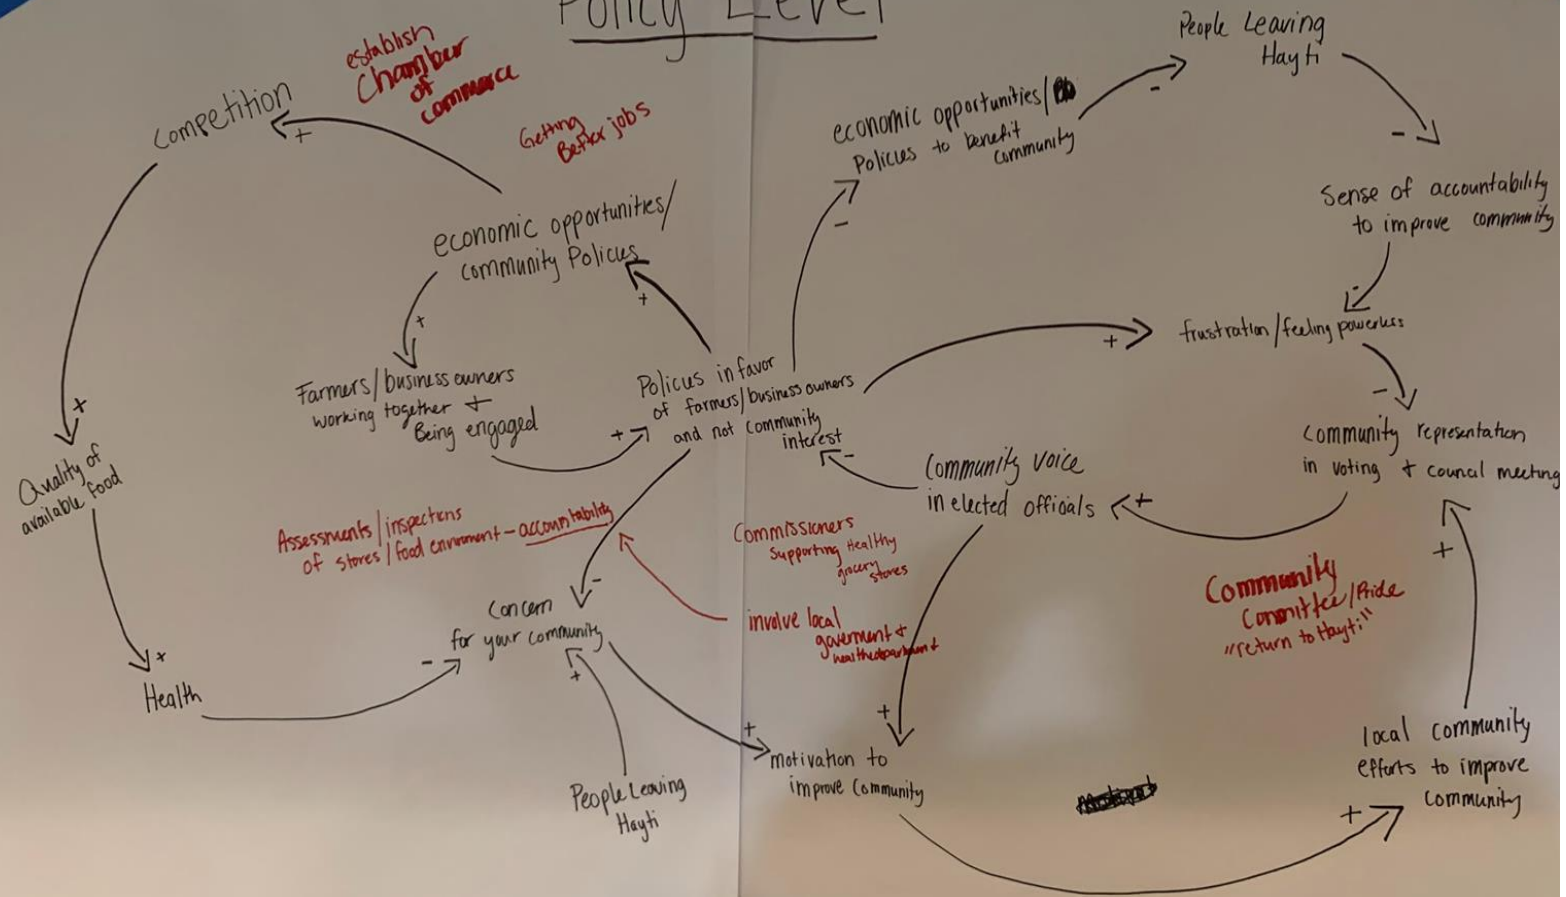 Policy Level
establish
Chamber
of
commerce
Getting
Better jobs
Competition
+
economic opportunities/
community Policies
+
+
Farmers/business owners
working together +
Being engaged
+
Policies in favor
of farmers/business owners
and not community
interest
economic opportunities/
Policies to benefit
community
-
-
People Leaving
Hayti
-
Sense of accountability
to improve community
-
frustration/feeling powerless
+
-
Community representation
in voting + council meeting
+
Community voice
in elected officials
-
+
Quality of
available food
+
Health
+
-
Assessments/inspections
of stores/food enviroment - accountability
Commissioners
Supporting Healthy
grocery
stores
involve local
goverment +
health department
Concern
for your community
-
+
People Leaving
Hayti
+
motivation to
improve Community
+
Community
Committee/Pride
"return to Hayti"
+
local community
efforts to improve
community
+